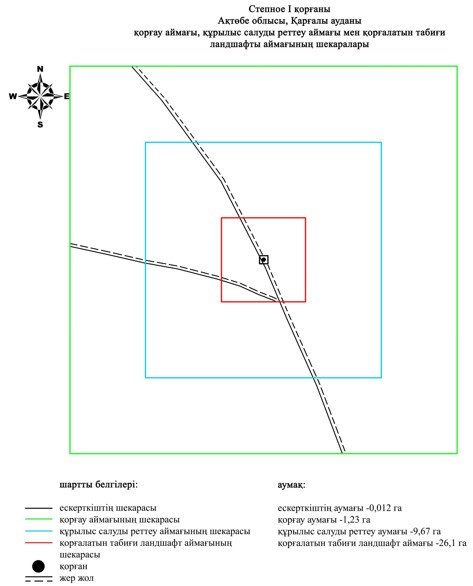 Степное I қорғаны
Ақтөбе облысы, Қарғалы ауданы
қорғау аймағы, құрылыс салуды реттеу аймағы мен қорғалатын табиғи
ландшафты аймағының шекаралары
N
W E
S
шартты белгілері: аумақ:
ескерткіштің шекарасы ескерткіштің аумағы -0,012 га
қорғау аймағының шекарасы қорғау аумағы -1,23 га
құрылыс салуды реттеу аймағының шекарасы құрылыс салуды реттеу аумағы -9,67 га
қорғалатын табиғи ландшафт аймағының қорғалатын табиғи ландшафт аймағы -26,1 га
шекарасы
қорған
жер жол